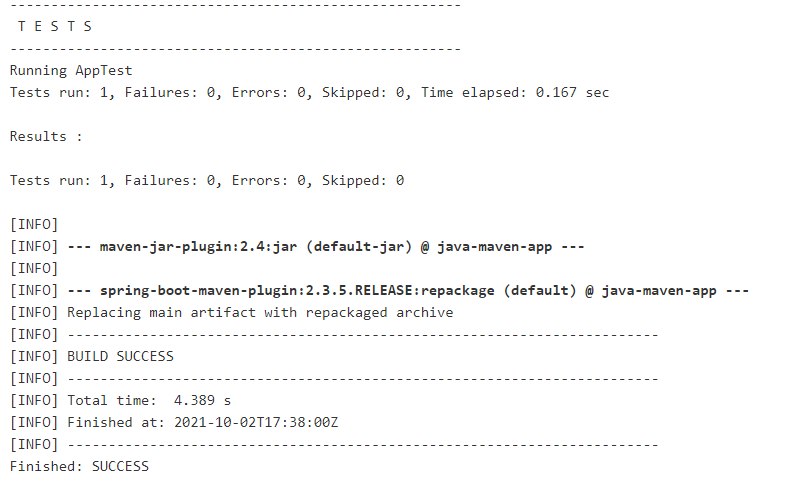 -------------------------------------------------------
T E S T S
-------------------------------------------------------
Running AppTest
Tests run: 1, Failures: 0, Errors: 0, Skipped: 0, Time elapsed: 0.167 sec
Results :
Tests run: 1, Failures: 0, Errors: 0, Skipped: 0
[INFO]
[INFO] --- maven-jar-plugin:2.4:jar (default-jar) @ java-maven-app ---
[INFO]
[INFO] --- spring-boot-maven-plugin:2.3.5.RELEASE:repackage (default) @ java-maven-app ---
[INFO] Replacing main artifact with repackaged archive
[INFO] ------------------------------------------------------------------------
[INFO] BUILD SUCCESS
[INFO] ------------------------------------------------------------------------
[INFO] Total time:  4.389 s
[INFO] Finished at: 2021-10-02T17:38:00Z
[INFO] ------------------------------------------------------------------------
Finished: SUCCESS